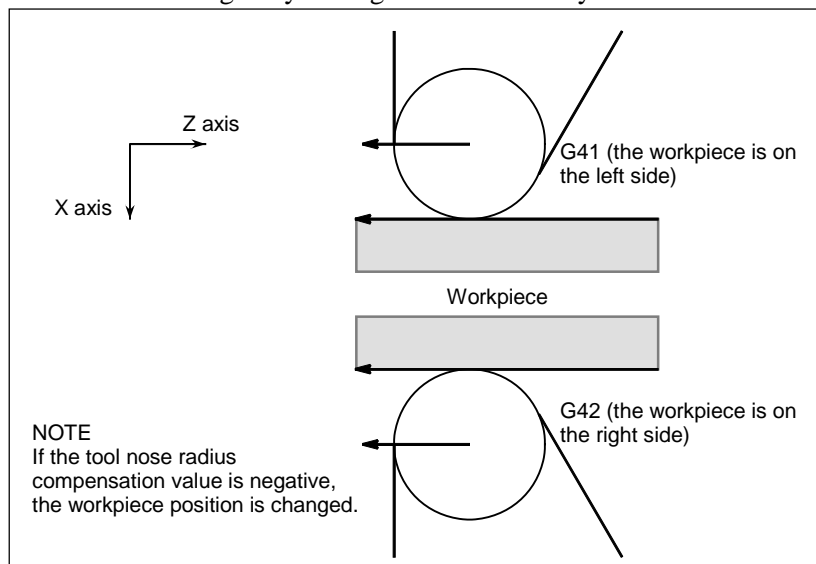 Z axis
X axis
G41 (the workpiece is on
the left side)
Workpiece
G42 (the workpiece is on
the right side)
NOTE
If the tool nose radius
compensation value is negative,
the workpiece position is changed.